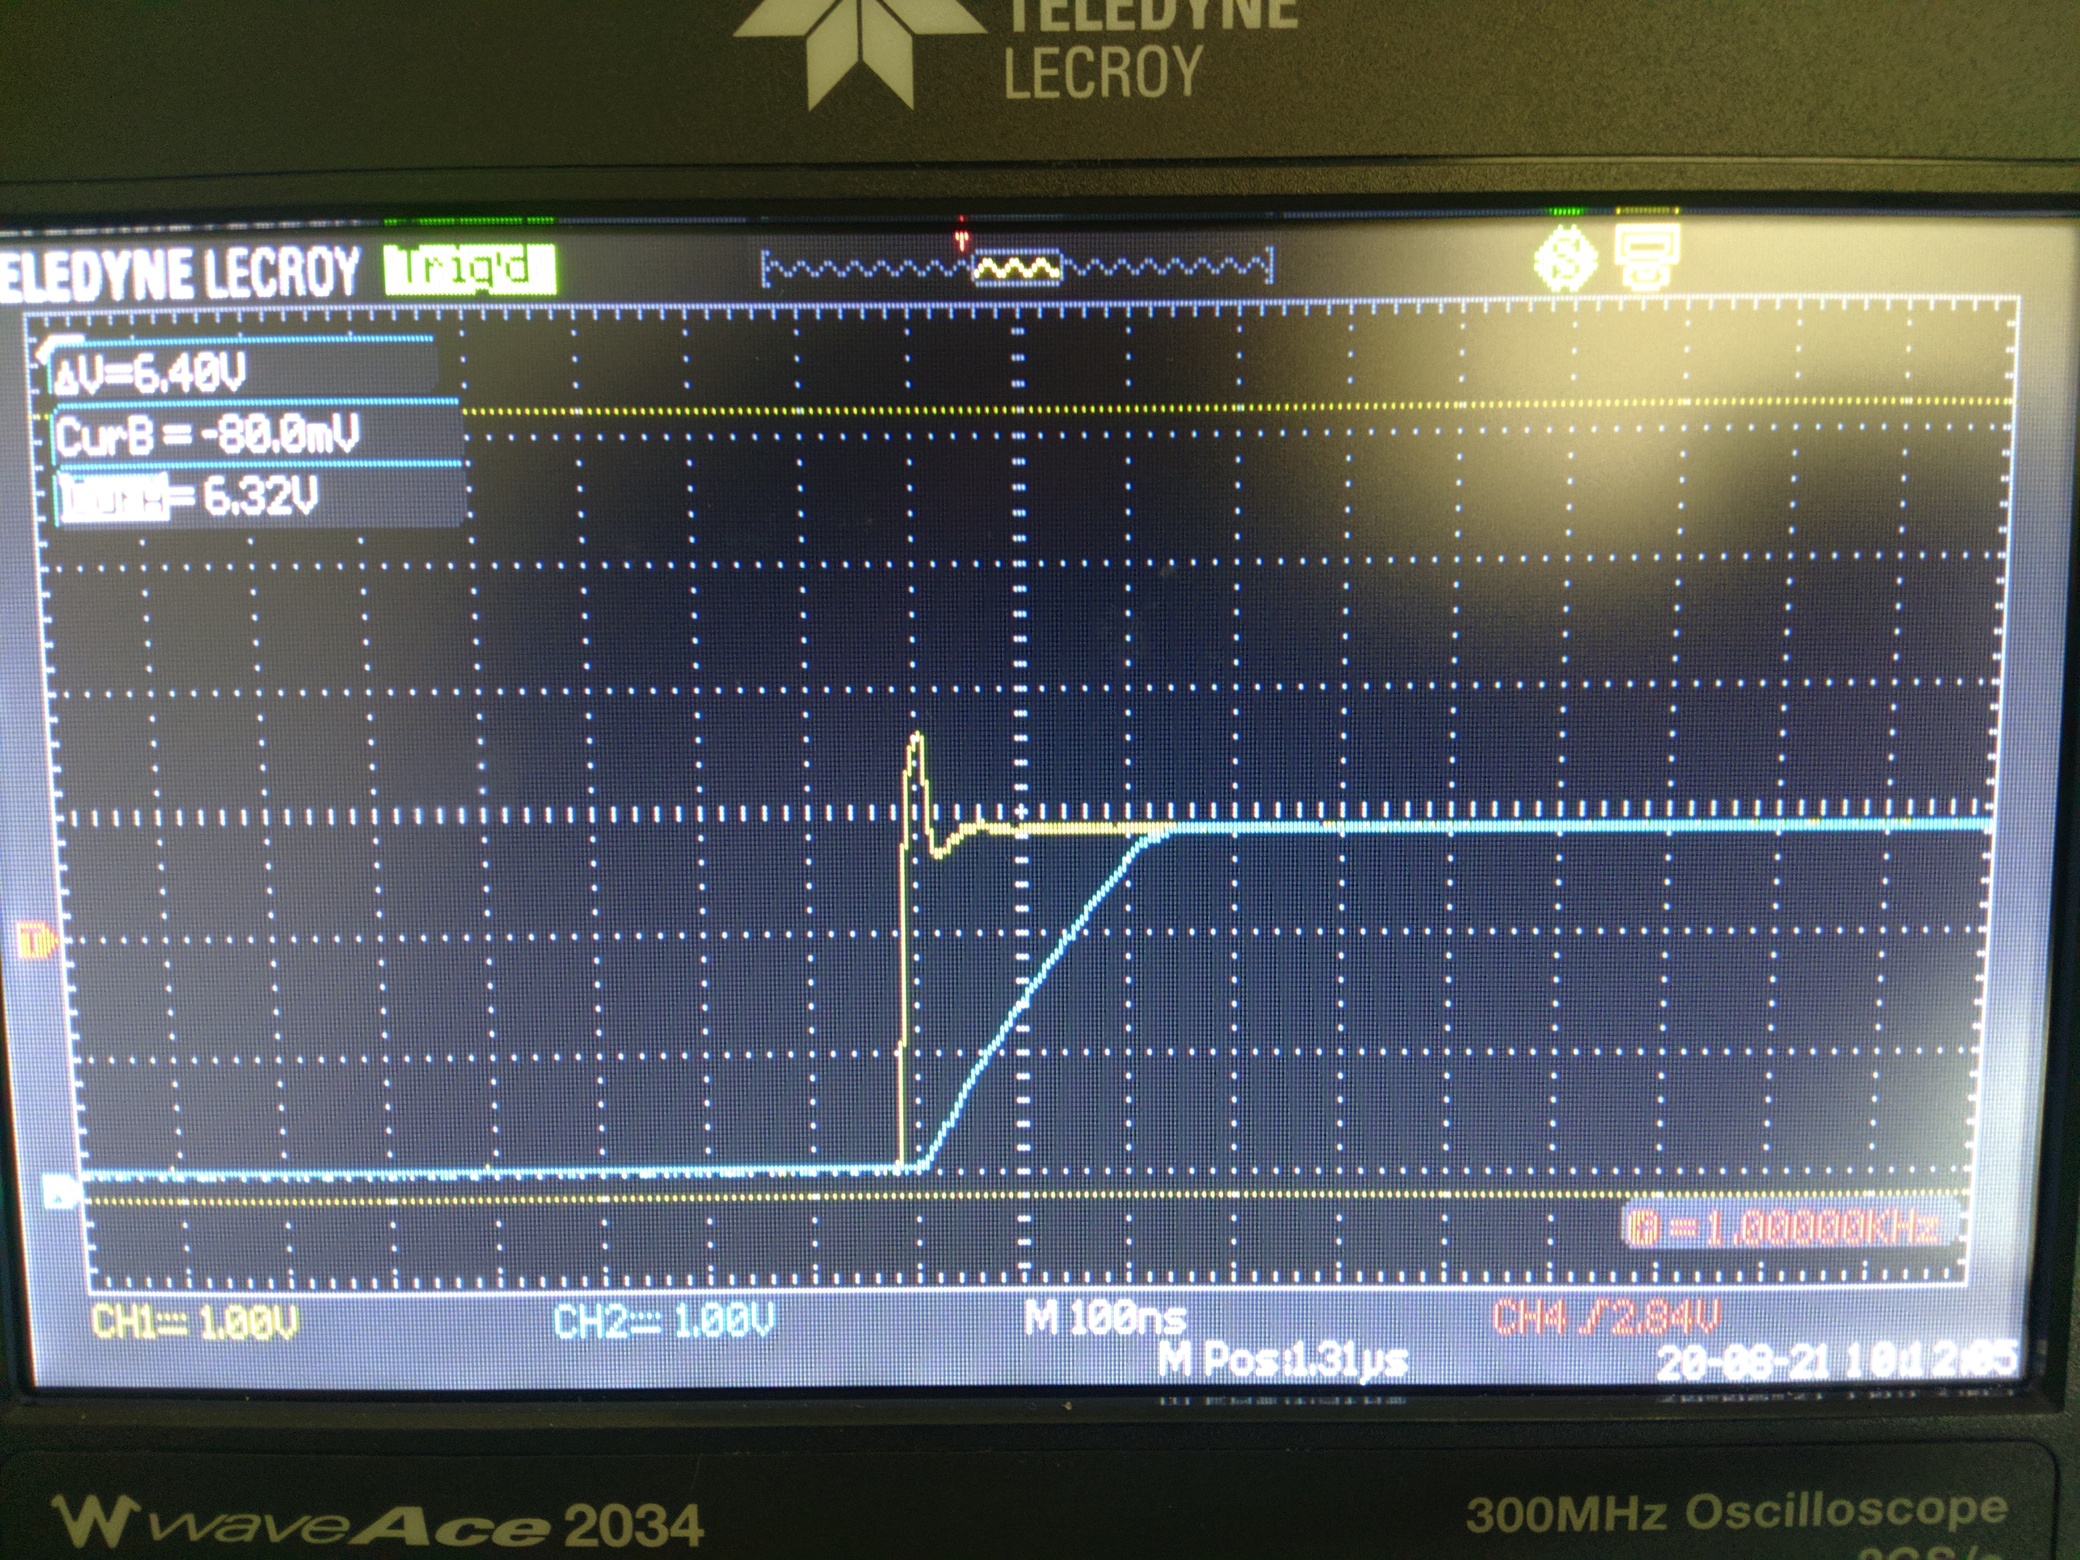 TELEDYNE
LECROY
ELEDYNE LECROY Trig'd
T
S
ΔV=6.40V
CurB = -80.0mV
= 6.32V
=1.00000KHz
CH1 1.00V CH2 1.00V M 100ns CH4 2.84V
M Pos:1.31µs 20-08-21 10:12:05
waveAce 2034 300MHz Oscilloscope